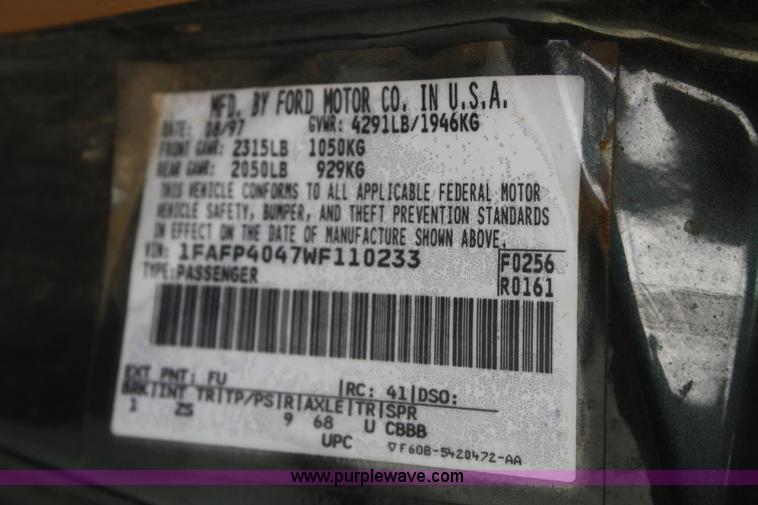 MFD. BY FORD MOTOR CO. IN U.S.A.
DATE: 08/97 GVWR: 4291LB/1946KG
FRONT GAWR: 2315LB 1050KG
REAR GAWR: 2050LB 929KG
THIS VEHICLE CONFORMS TO ALL APPLICABLE FEDERAL MOTOR
VEHICLE SAFETY, BUMPER, AND THEFT PREVENTION STANDARDS
IN EFFECT ON THE DATE OF MANUFACTURE SHOWN ABOVE.
VIN: 1FAFP4047WF110233 F0256
TYPE: PASSENGER R0161
EXT PNT: FU |RC: 41|DSO:
BRK|INT TR|TP/PS|R|AXLE|TR|SPR
1 ZS 9 68 U CBBB
UPC ▽F60B-5420472-AA
www.purplewave.com